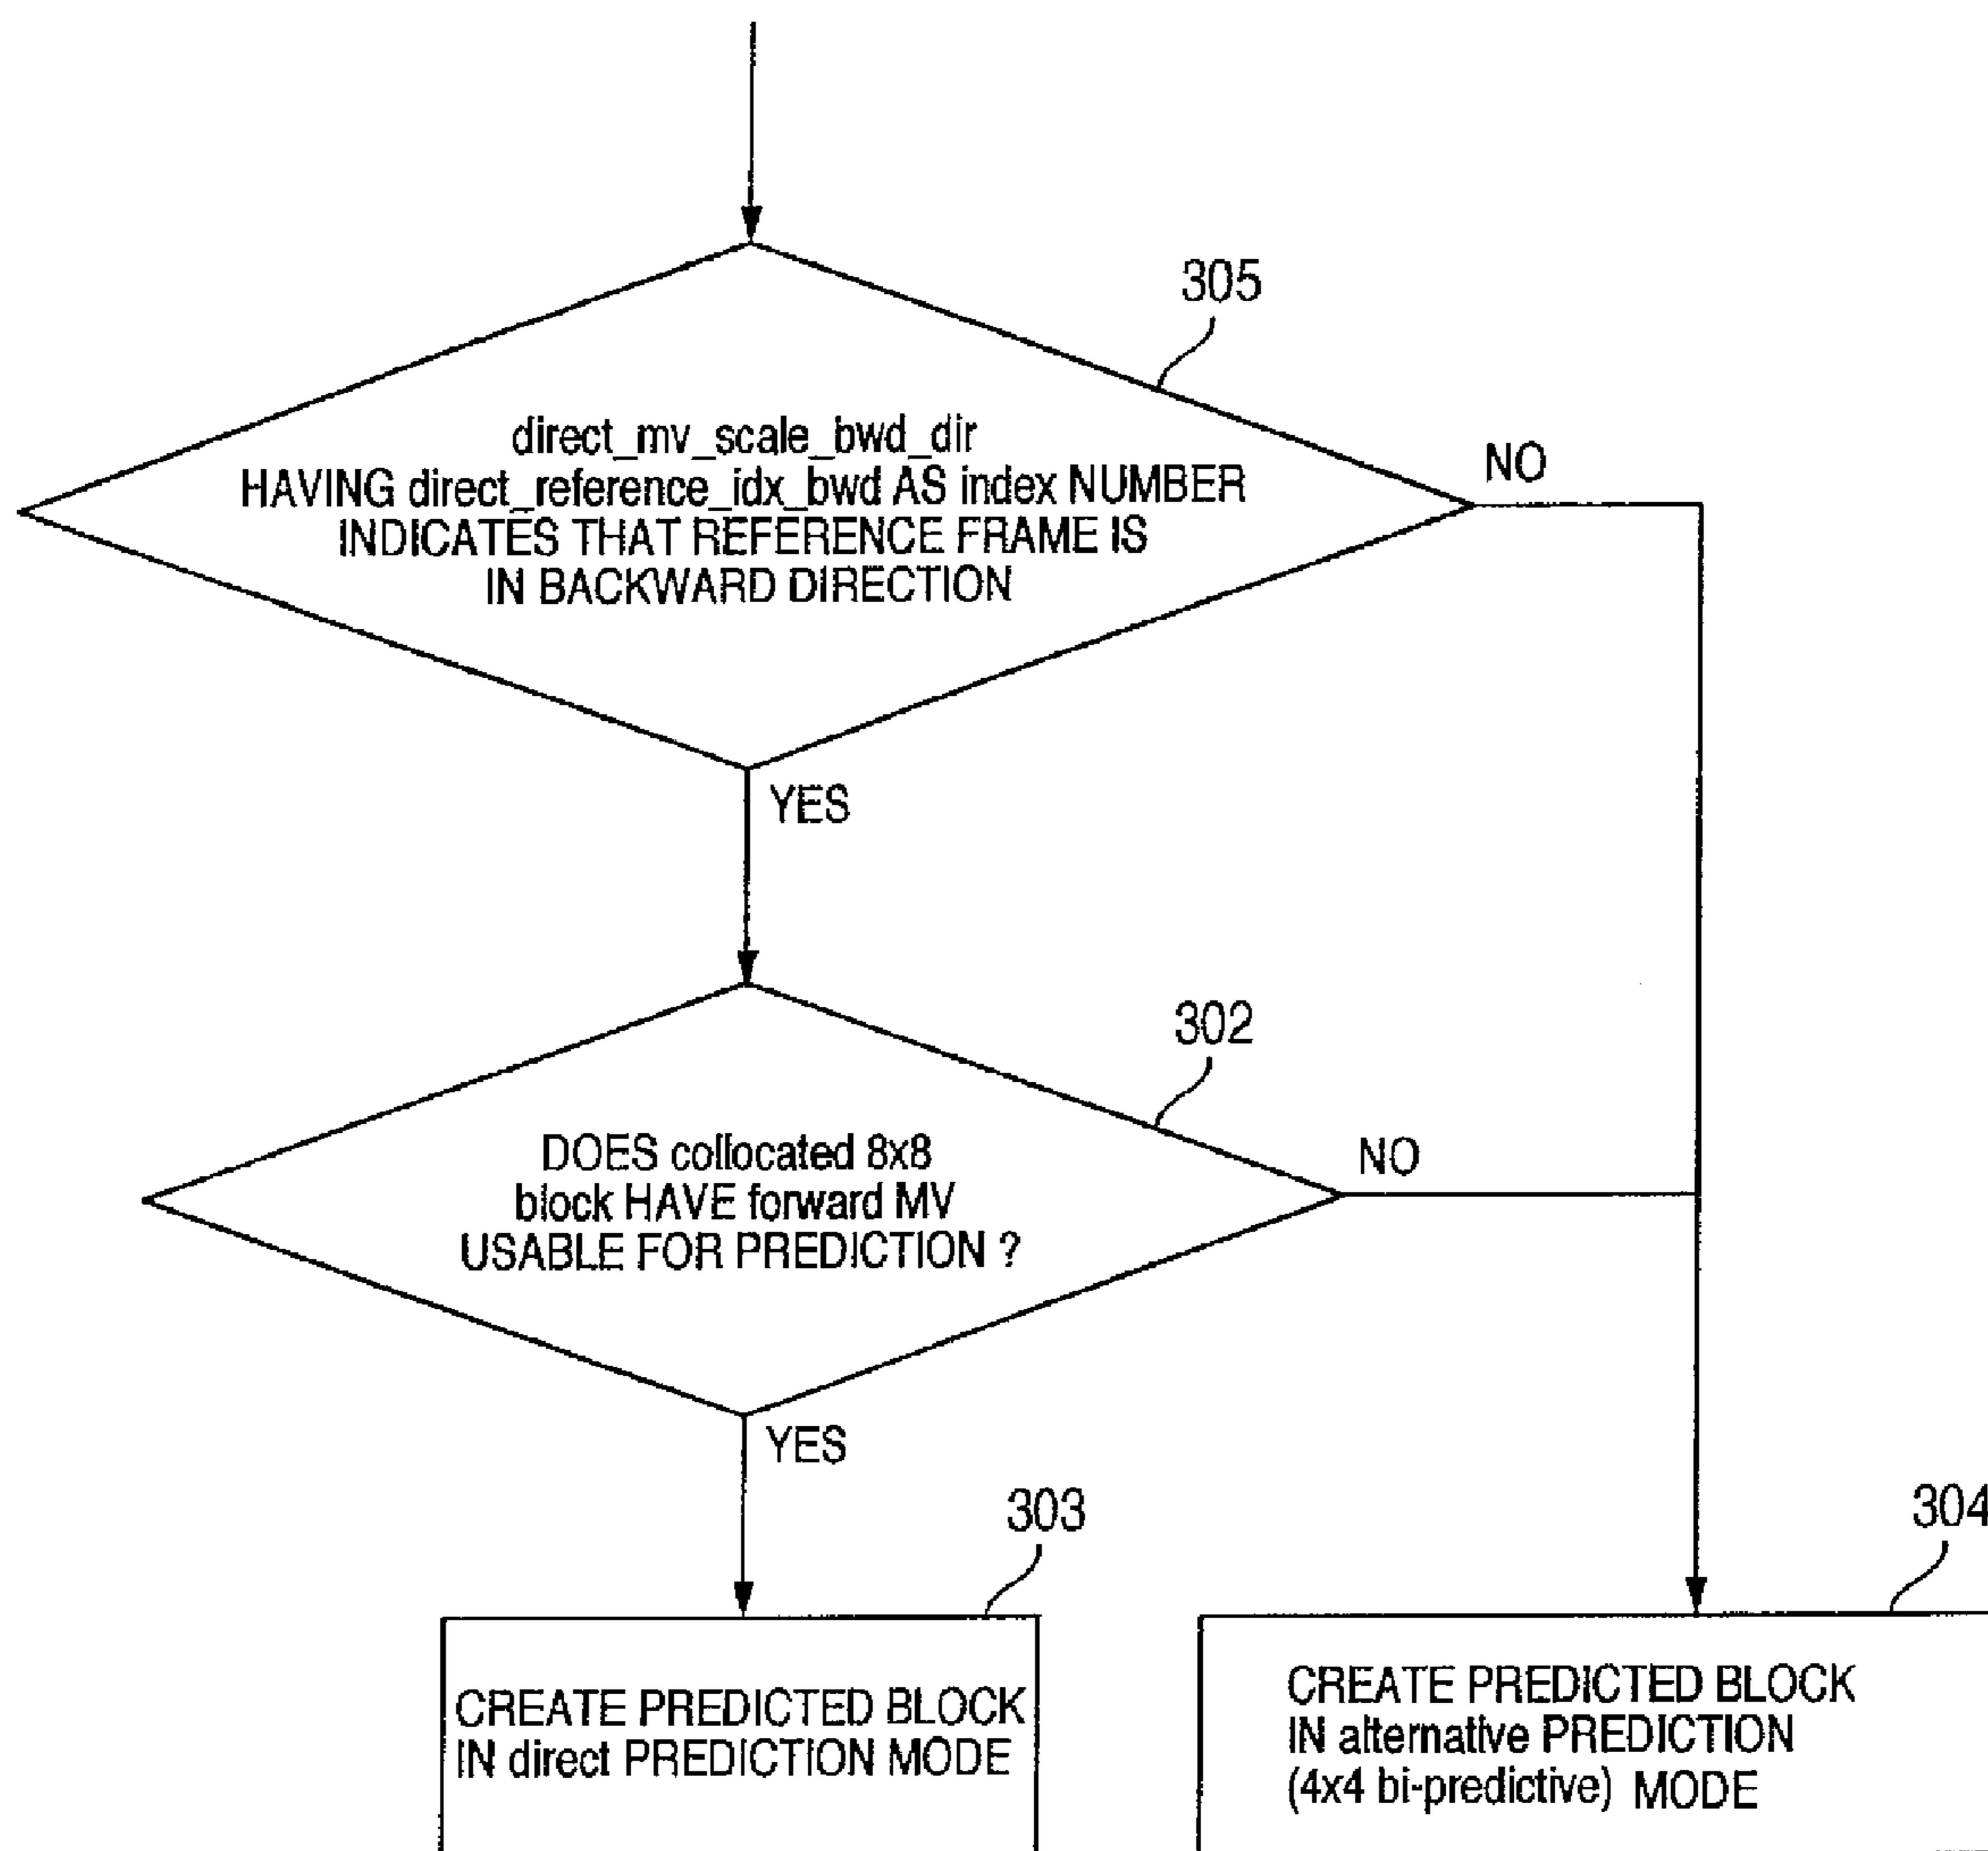 305
direct_mv_scale_bwd_dir
HAVING direct_reference_idx_bwd AS index NUMBER
INDICATES THAT REFERENCE FRAME IS
IN BACKWARD DIRECTION
NO
YES
302
DOES collocated 8x8
block HAVE forward MV
USABLE FOR PREDICTION ?
NO
YES
303
304
CREATE PREDICTED BLOCK
IN direct PREDICTION MODE
CREATE PREDICTED BLOCK
IN alternative PREDICTION
(4x4 bi-predictive) MODE